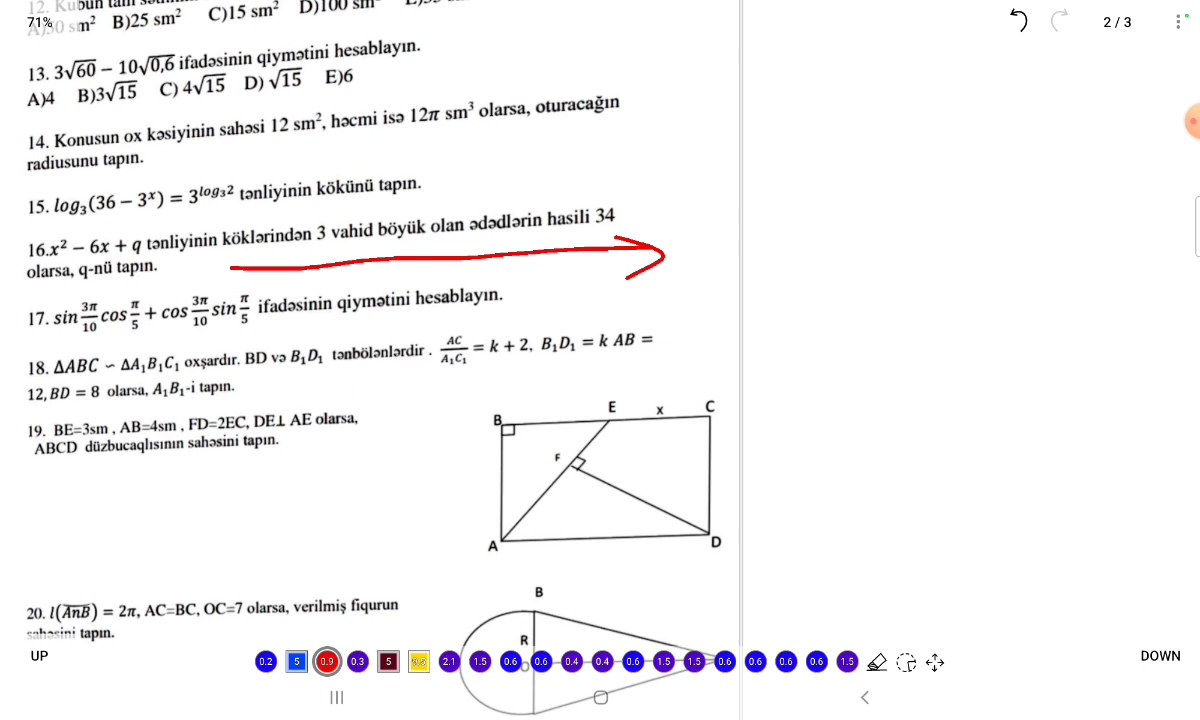 12. Kubun tam
A)50 sm² B)25 sm² C)15 sm² D)100 sm²
71%
2 / 3
13. 3√60 – 10√0,6 ifadəsinin qiymətini hesablayın.
A)4 B)3√15 C) 4√15 D) √15 E)6
14. Konusun ox kəsiyinin sahəsi 12 sm², həcmi isə 12π sm³ olarsa, oturacağın
radiusunu tapın.
15. log₃(36 – 3ˣ) = 3^(log₃2) tənliyinin kökünü tapın.
16.x² – 6x + q tənliyinin köklərindən 3 vahid böyük olan ədədlərin hasili 34
olarsa, q-nü tapın.
17. sin 3π/10 cos π/5 + cos 3π/10 sin π/5 ifadəsinin qiymətini hesablayın.
18. ΔABC ∽ ΔA₁B₁C₁ oxşardır. BD və B₁D₁ tənbölənlərdir . AC/A₁C₁ = k + 2, B₁D₁ = k AB =
12, BD = 8 olarsa, A₁B₁-i tapın.
19. BE=3sm , AB=4sm , FD=2EC, DE⊥ AE olarsa,
ABCD düzbucaqlısının sahəsini tapın.
B E x C
F
A D
20. l(AnB) = 2π, AC=BC, OC=7 olarsa, verilmiş fiqurun
sahəsini tapın.
B
R
O
UP
0.2 5 0.9 0.3 5 2.1 1.5 0.6 0.6 0.4 0.4 0.6 1.5 1.5 0.6 0.6 0.6 0.6 1.5
DOWN